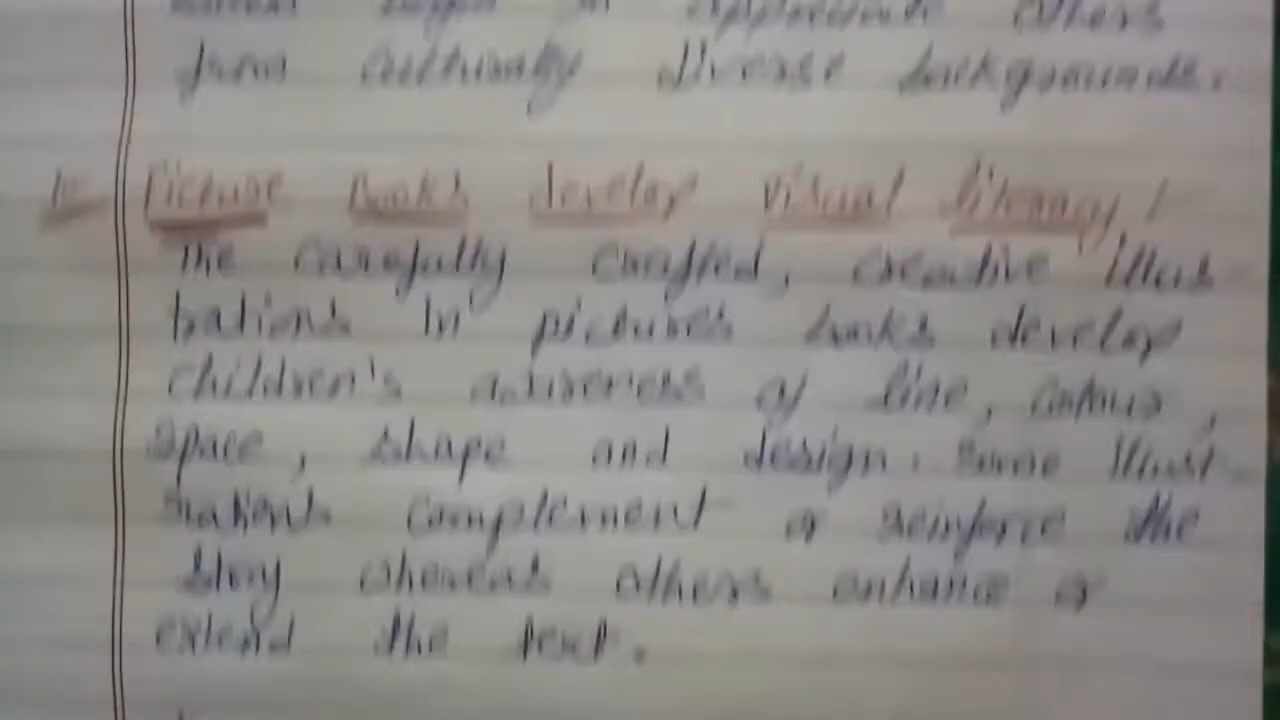 appreciate others
from culturally diverse backgrounds.
Picture books develop visual literacy!
The carefully crafted, creative illus-
trations in pictures books develop
children's awareness of line, colour,
space, shape and design. Some illust-
rations complement or reinforce the
story whereas others enhance or
extend the text.